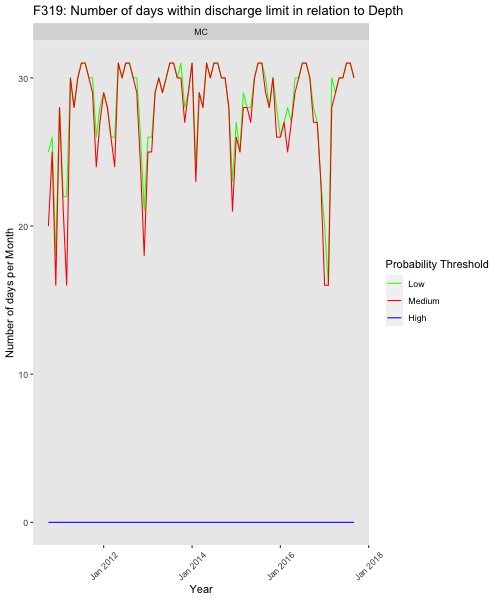 F319: Number of days within discharge limit in relation to Depth
MC
Number of days per Month
30
20
10
0
Jan 2012
Jan 2014
Jan 2016
Jan 2018
Year
Probability Threshold
Low
Medium
High